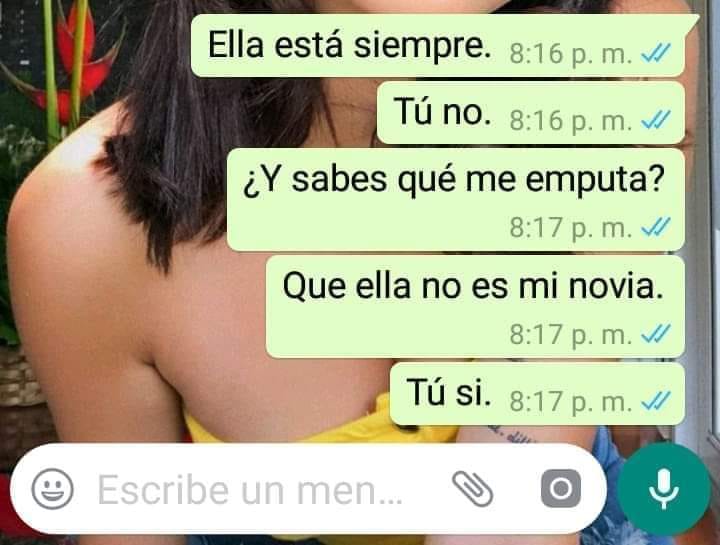 Ella está siempre. 8:16 p. m.
Tú no. 8:16 p. m.
¿Y sabes qué me emputa?
8:17 p. m.
Que ella no es mi novia.
8:17 p. m.
Tú si. 8:17 p. m.
Escribe un men...